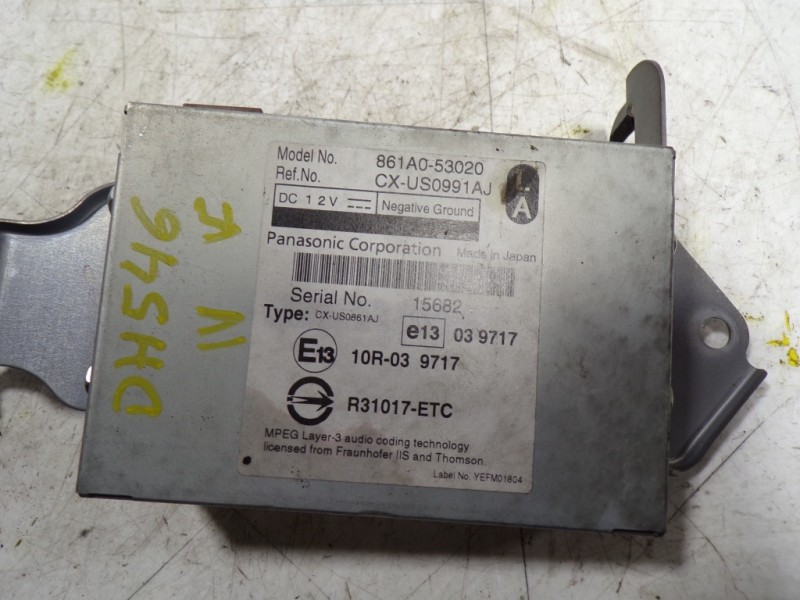 Model No. 861A0-53020
Ref.No. CX-US0991AJ
L
A
DC 12V Negative Ground
Panasonic Corporation Made in Japan
Serial No. 15682
Type: CX-US0861AJ e13 03 9717
E13 10R-03 9717
R31017-ETC
MPEG Layer-3 audio coding technology
licensed from Fraunhofer IIS and Thomson.
Label No. YEFM01804
DH546
IV